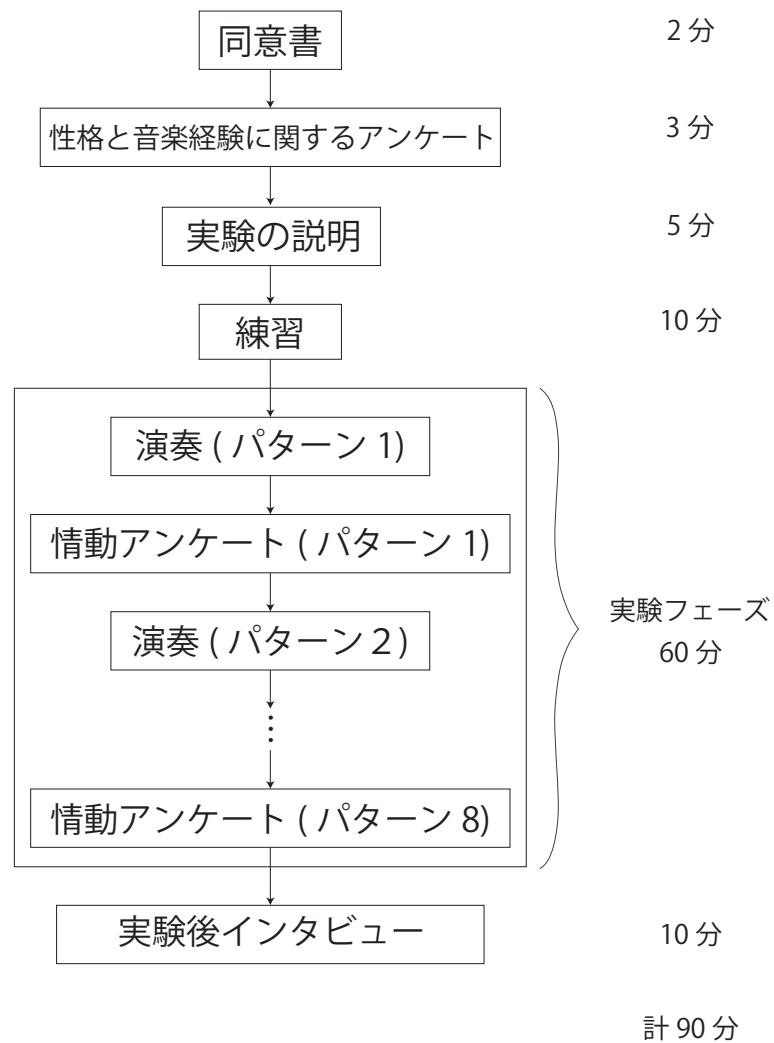 同意書
2 分
性格と音楽経験に関するアンケート
3 分
実験の説明
5 分
練習
10 分
演奏 ( パターン 1)
情動アンケート ( パターン 1)
演奏 ( パターン２)
⋮
情動アンケート ( パターン 8)
実験フェーズ
60 分
実験後インタビュー
10 分
計 90 分